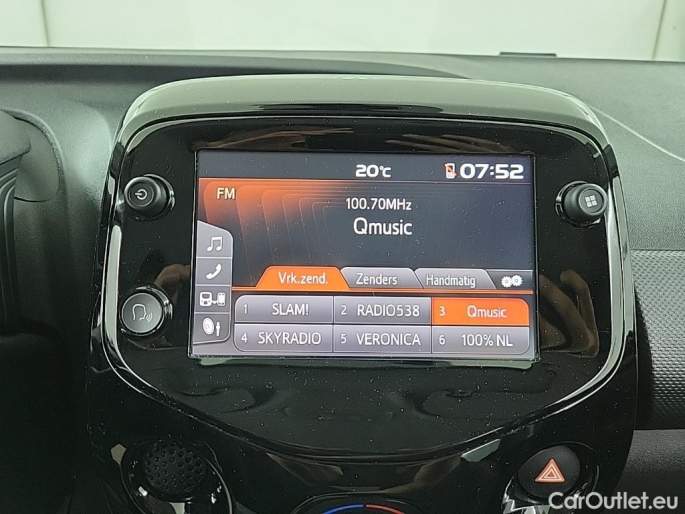 20°C 07:52
FM
100.70MHz
Qmusic
Vrk.zend. Zenders Handmatig
1 SLAM! 2 RADIO538 3 Qmusic
4 SKYRADIO 5 VERONICA 6 100% NL
CarOutlet.eu